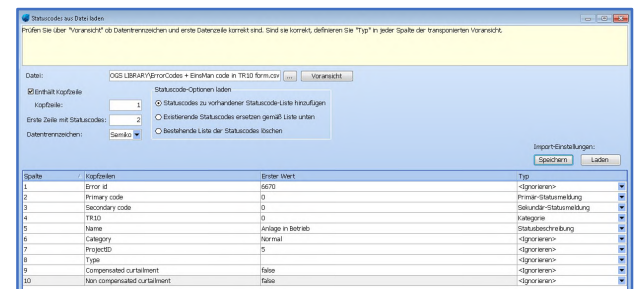 Statuscodes aus Datei laden
Prüfen Sie über "Voransicht" ob Datentrennzeichen und erste Datenzeile korrekt sind. Sind sie korrekt, definieren Sie "Typ" in jeder Spalte der transponierten Voransicht.
Datei: OGS LIBRARY\ErrorCodes + EinsMan code in TR10 form.csv ... Voransicht
Enthält Kopfzeile
Statuscode-Optionen laden
Kopfzeile: 1
Statuscodes zu vorhandener Statuscode-Liste hinzufügen
Erste Zeile mit Statuscodes: 2
Existierende Statuscodes ersetzen gemäß Liste unten
Datentrennzeichen: Semiko
Bestehende Liste der Statuscodes löschen
Import-Einstellungen:
Speichern Laden
Spalte Kopfzeilen Erster Wert Typ
1 Error id 6670 <Ignorieren>
2 Primary code 0 Primär-Statusmeldung
3 Secondary code 0 Sekundär-Statusmeldung
4 TR10 0 Kategorie
5 Name Anlage in Betrieb Statusbeschreibung
6 Category Normal <Ignorieren>
7 ProjectID 5 <Ignorieren>
8 Type <Ignorieren>
9 Compensated curtailment false <Ignorieren>
10 Non compensated curtailment false <Ignorieren>